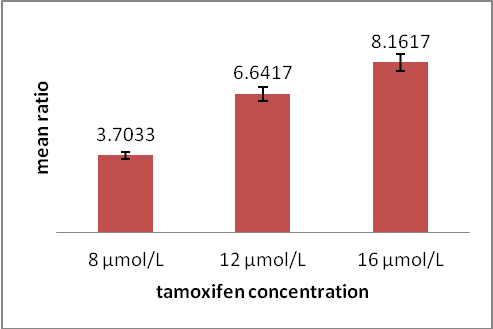 8.1617
6.6417
3.7033
mean ratio
8 μmol/L 12 μmol/L 16 μmol/L
tamoxifen concentration